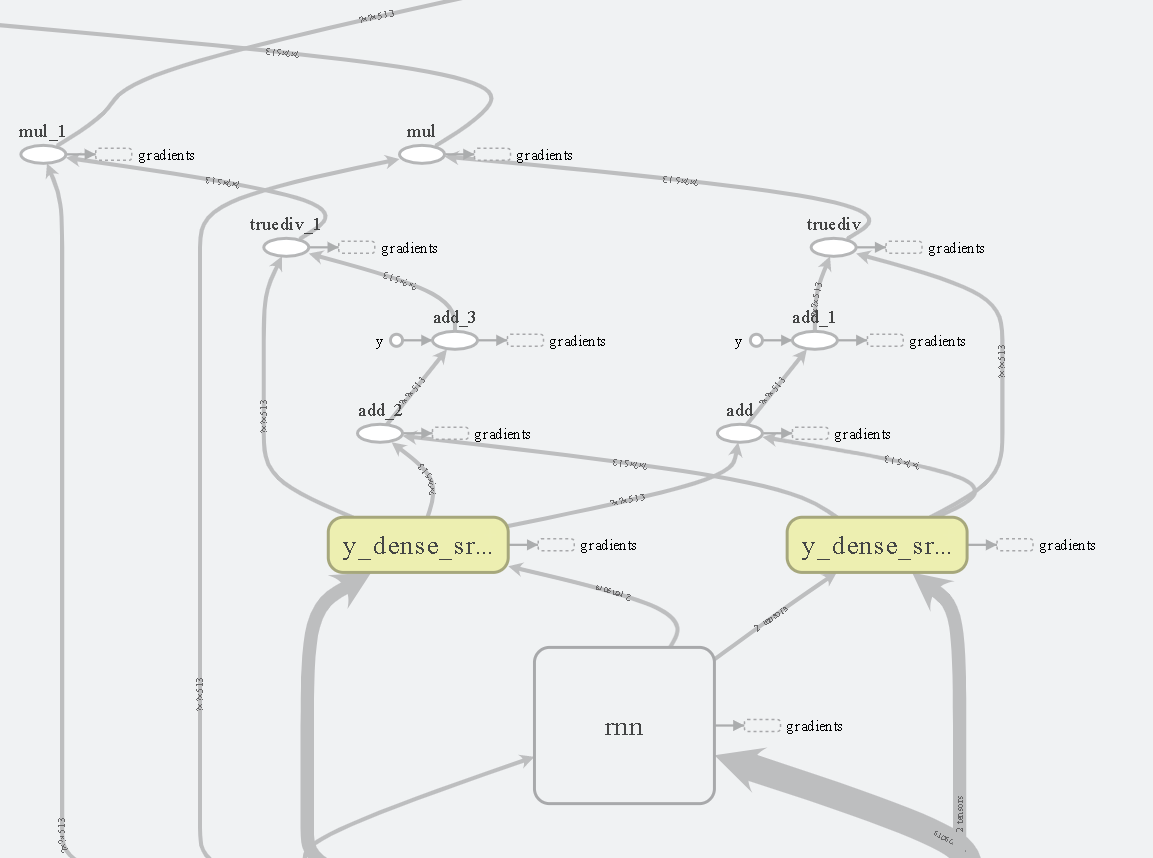 ?×?×513
?×?×513
mul_1
gradients
mul
gradients
?×?×513
?×?×513
truediv_1
gradients
truediv
gradients
?×?×513
?×?×513
add_3
y
gradients
add_1
y
gradients
?×?×513
?×?×513
?×?×513
?×?×513
add_2
gradients
add
gradients
?×?×513
?×?×513
?×?×513
?×?×513
y_dense_sr...
gradients
y_dense_sr...
gradients
2 tensors
2 tensors
rnn
gradients
?×?×513
?×?×513
2 tensors